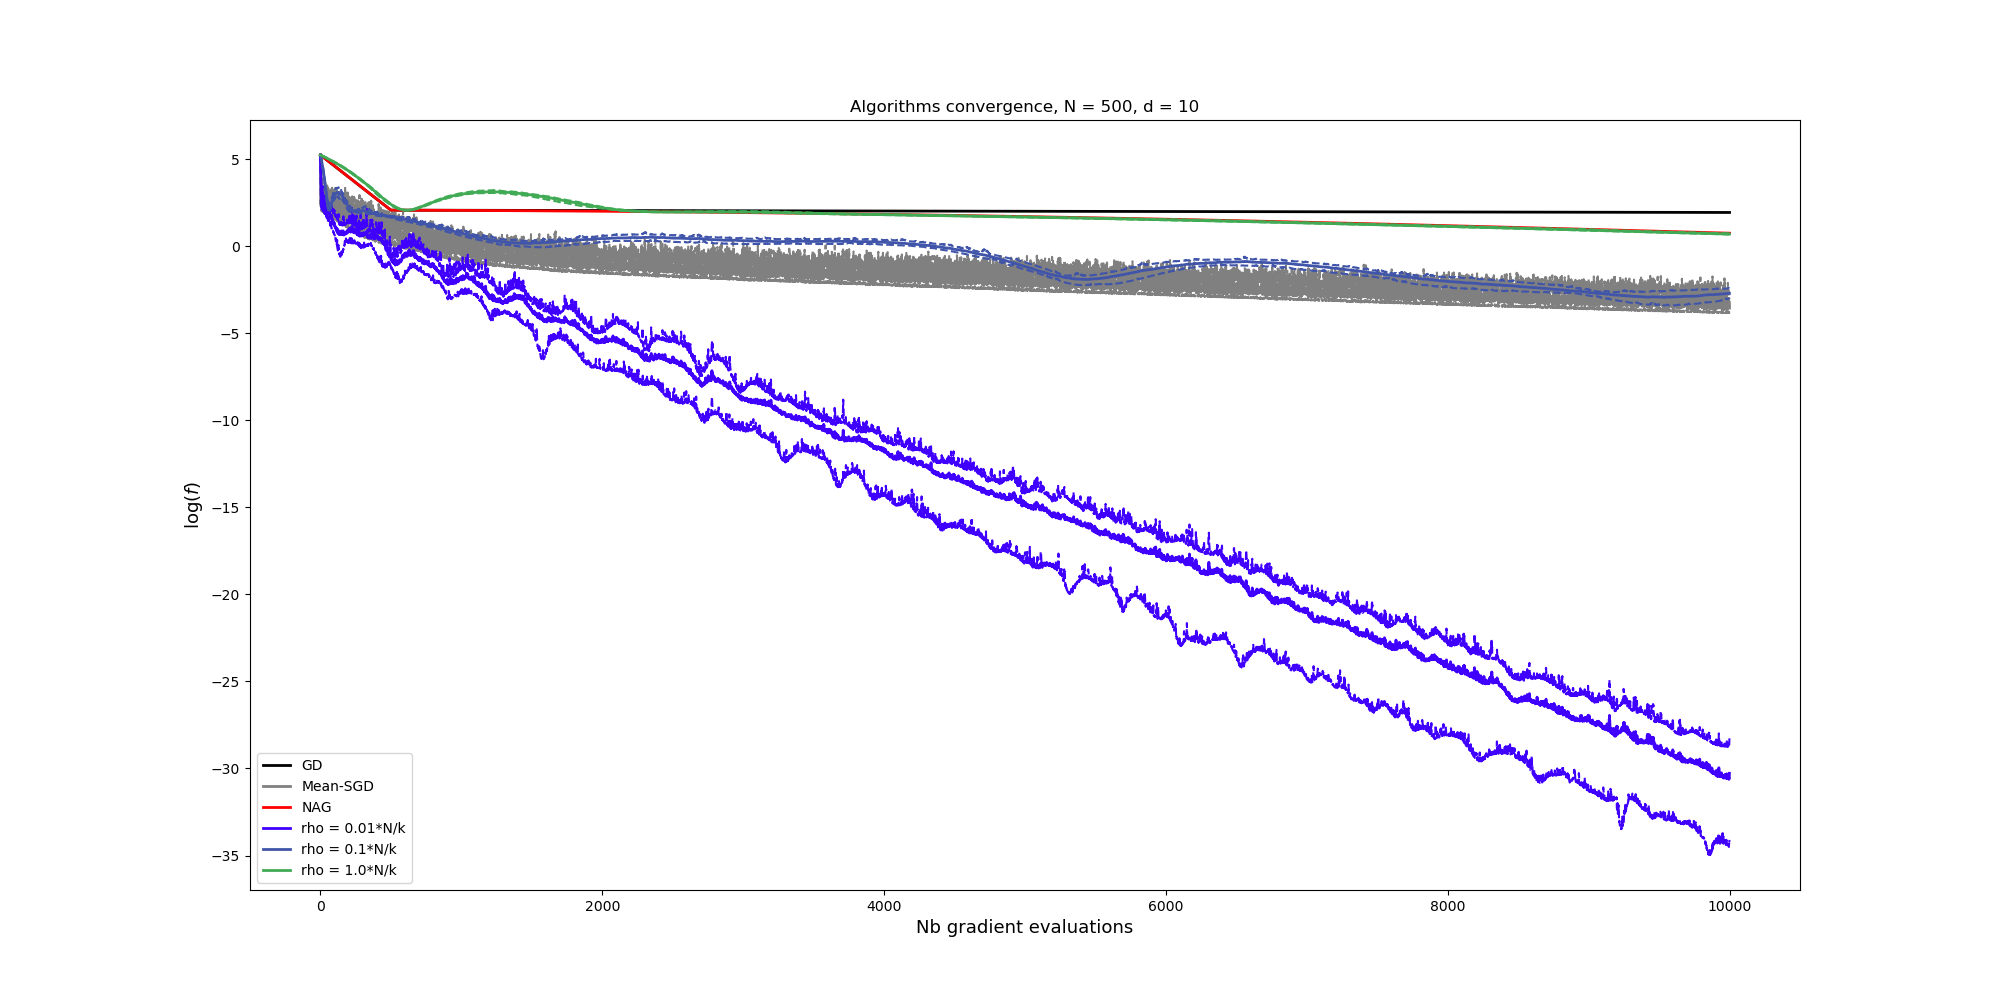 Algorithms convergence, N = 500, d = 10
log(f)
5
0
−5
−10
−15
−20
−25
−30
−35
GD
Mean-SGD
NAG
rho = 0.01*N/k
rho = 0.1*N/k
rho = 1.0*N/k
0 2000 4000 6000 8000 10000
Nb gradient evaluations